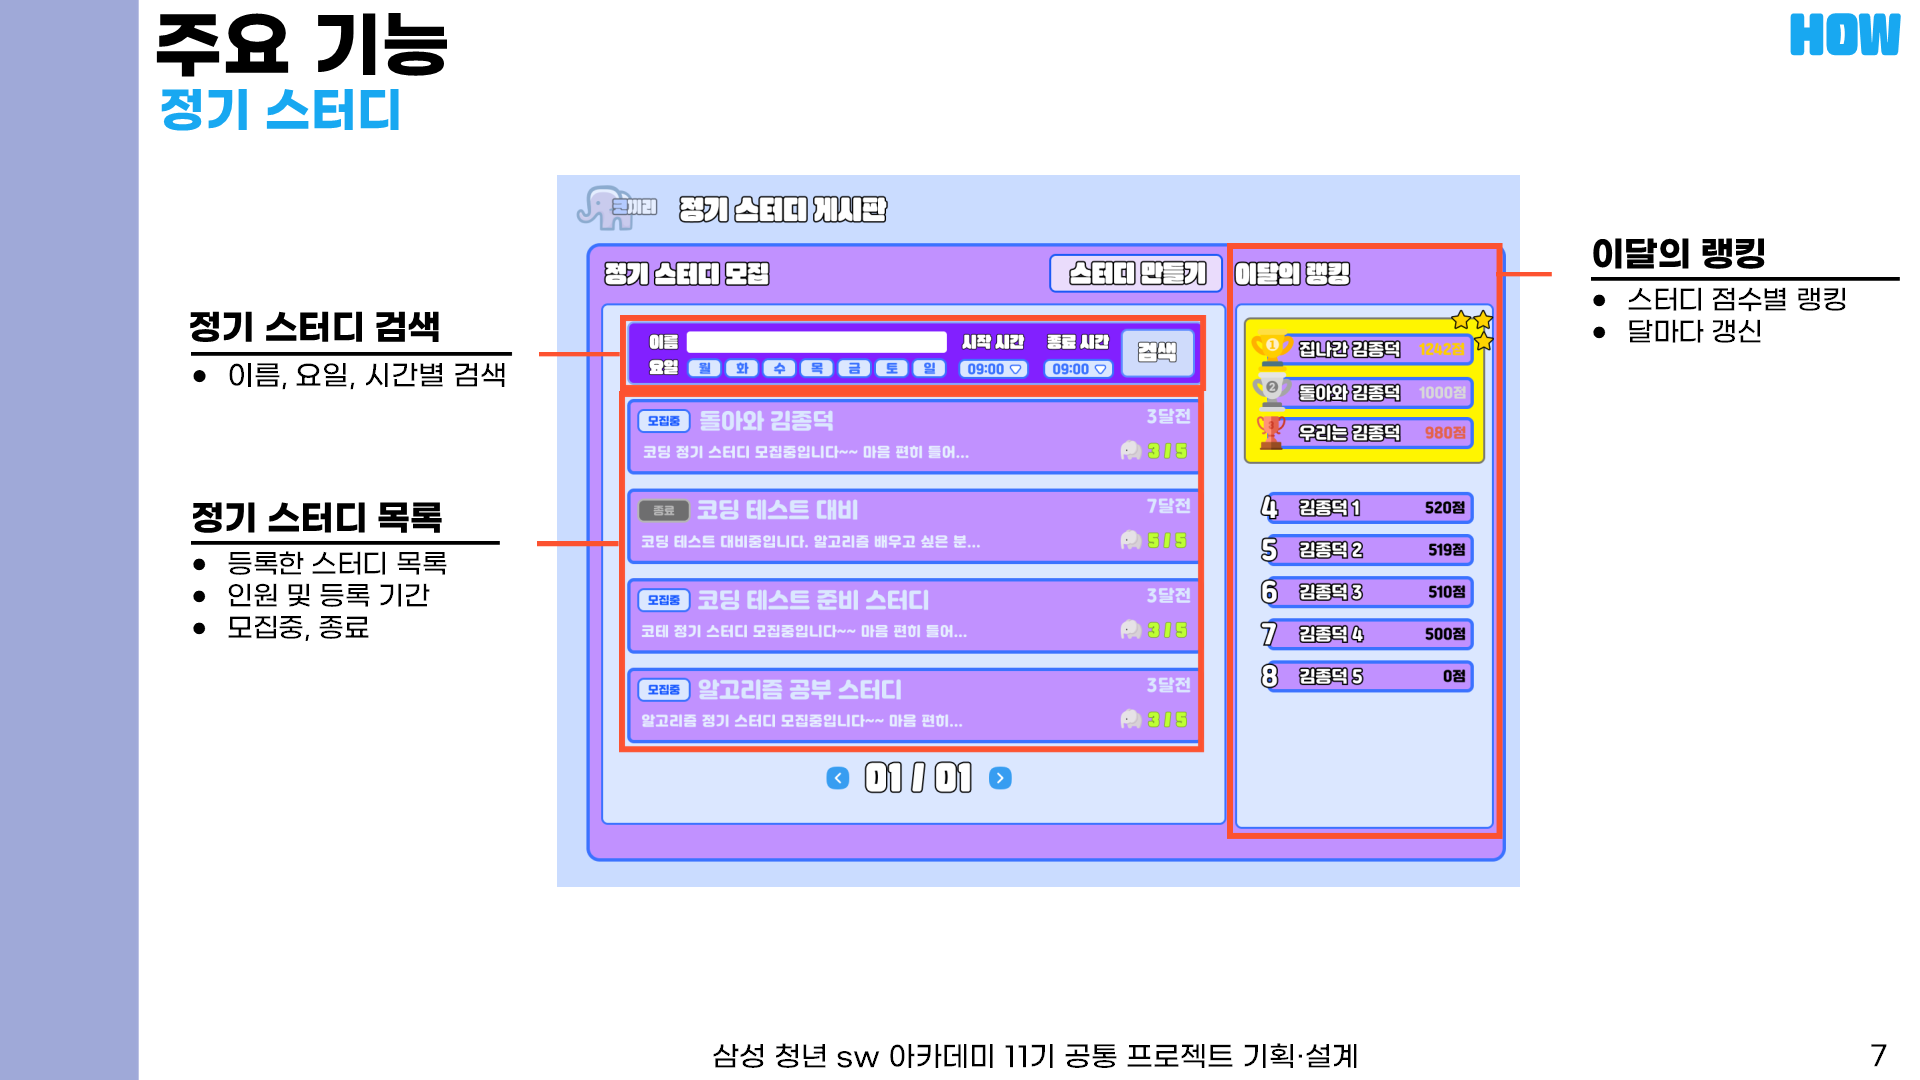 주요 기능
HOW
정기 스터디
코끼리
정기 스터디 게시판
정기 스터디 모집
스터디 만들기
이달의 랭킹
이름
시작 시간
종료 시간
검색
요일
월 화 수 목 금 토 일
09:00
09:00
모집중
돌아와 김종덕
3달전
코딩 정기 스터디 모집중입니다~~ 마음 편히 들어...
3 / 5
종료
코딩 테스트 대비
7달전
코딩 테스트 대비중입니다. 알고리즘 배우고 싶은 분...
5 / 5
모집중
코딩 테스트 준비 스터디
3달전
코테 정기 스터디 모집중입니다~~ 마음 편히 들어...
3 / 5
모집중
알고리즘 공부 스터디
3달전
알고리즘 정기 스터디 모집중입니다~~ 마음 편히...
3 / 5
01 / 01
1 집나간 김종덕 1242점
2 돌아와 김종덕 1000점
3 우리는 김종덕 980점
4 김종덕 1 520점
5 김종덕 2 519점
6 김종덕 3 510점
7 김종덕 4 500점
8 김종덕 5 0점
정기 스터디 검색
● 이름, 요일, 시간별 검색
정기 스터디 목록
● 등록한 스터디 목록
● 인원 및 등록 기간
● 모집중, 종료
이달의 랭킹
● 스터디 점수별 랭킹
● 달마다 갱신
삼성 청년 sw 아카데미 11기 공통 프로젝트 기획·설계
7